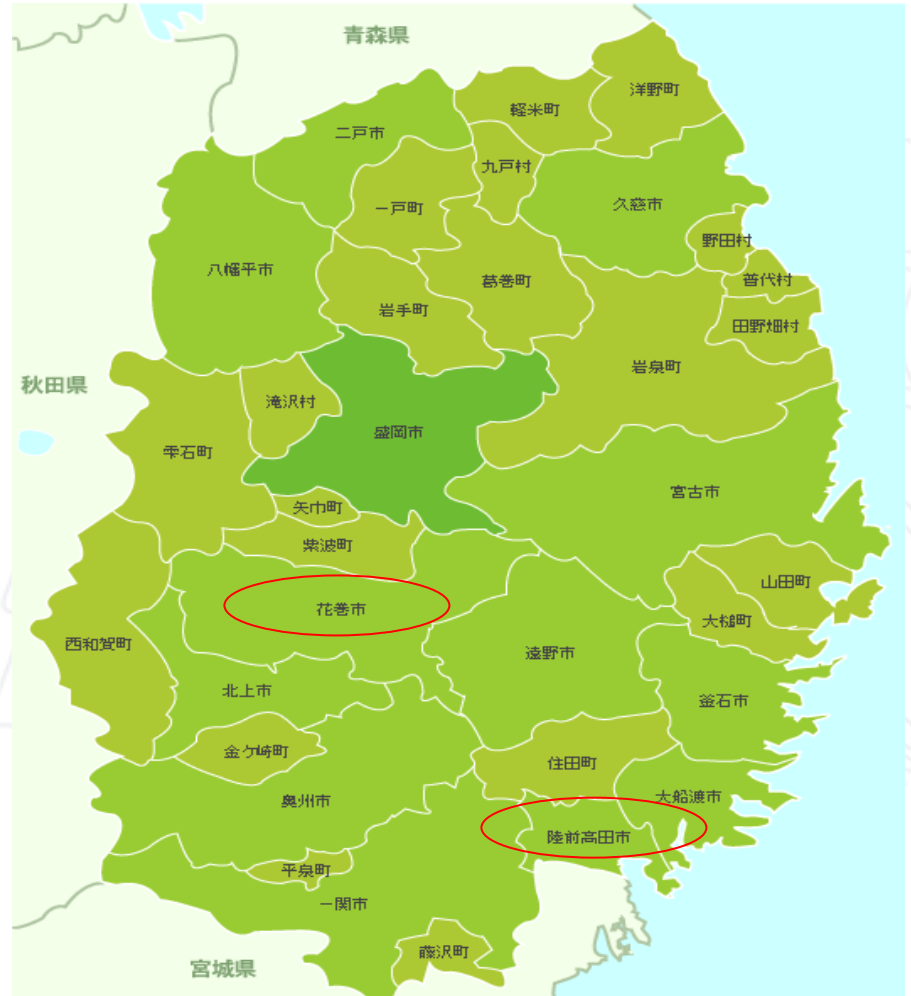 青森県
洋野町
軽米町
二戸市
九戸村
久慈市
一戸町
野田村
八幡平市
普代村
葛巻町
岩手町
田野畑村
岩泉町
秋田県
滝沢村
盛岡市
雫石町
宮古市
矢巾町
紫波町
山田町
花巻市
大槌町
西和賀町
遠野市
北上市
釜石市
金ケ崎町
住田町
大船渡市
奥州市
陸前高田市
平泉町
一関市
藤沢町
宮城県